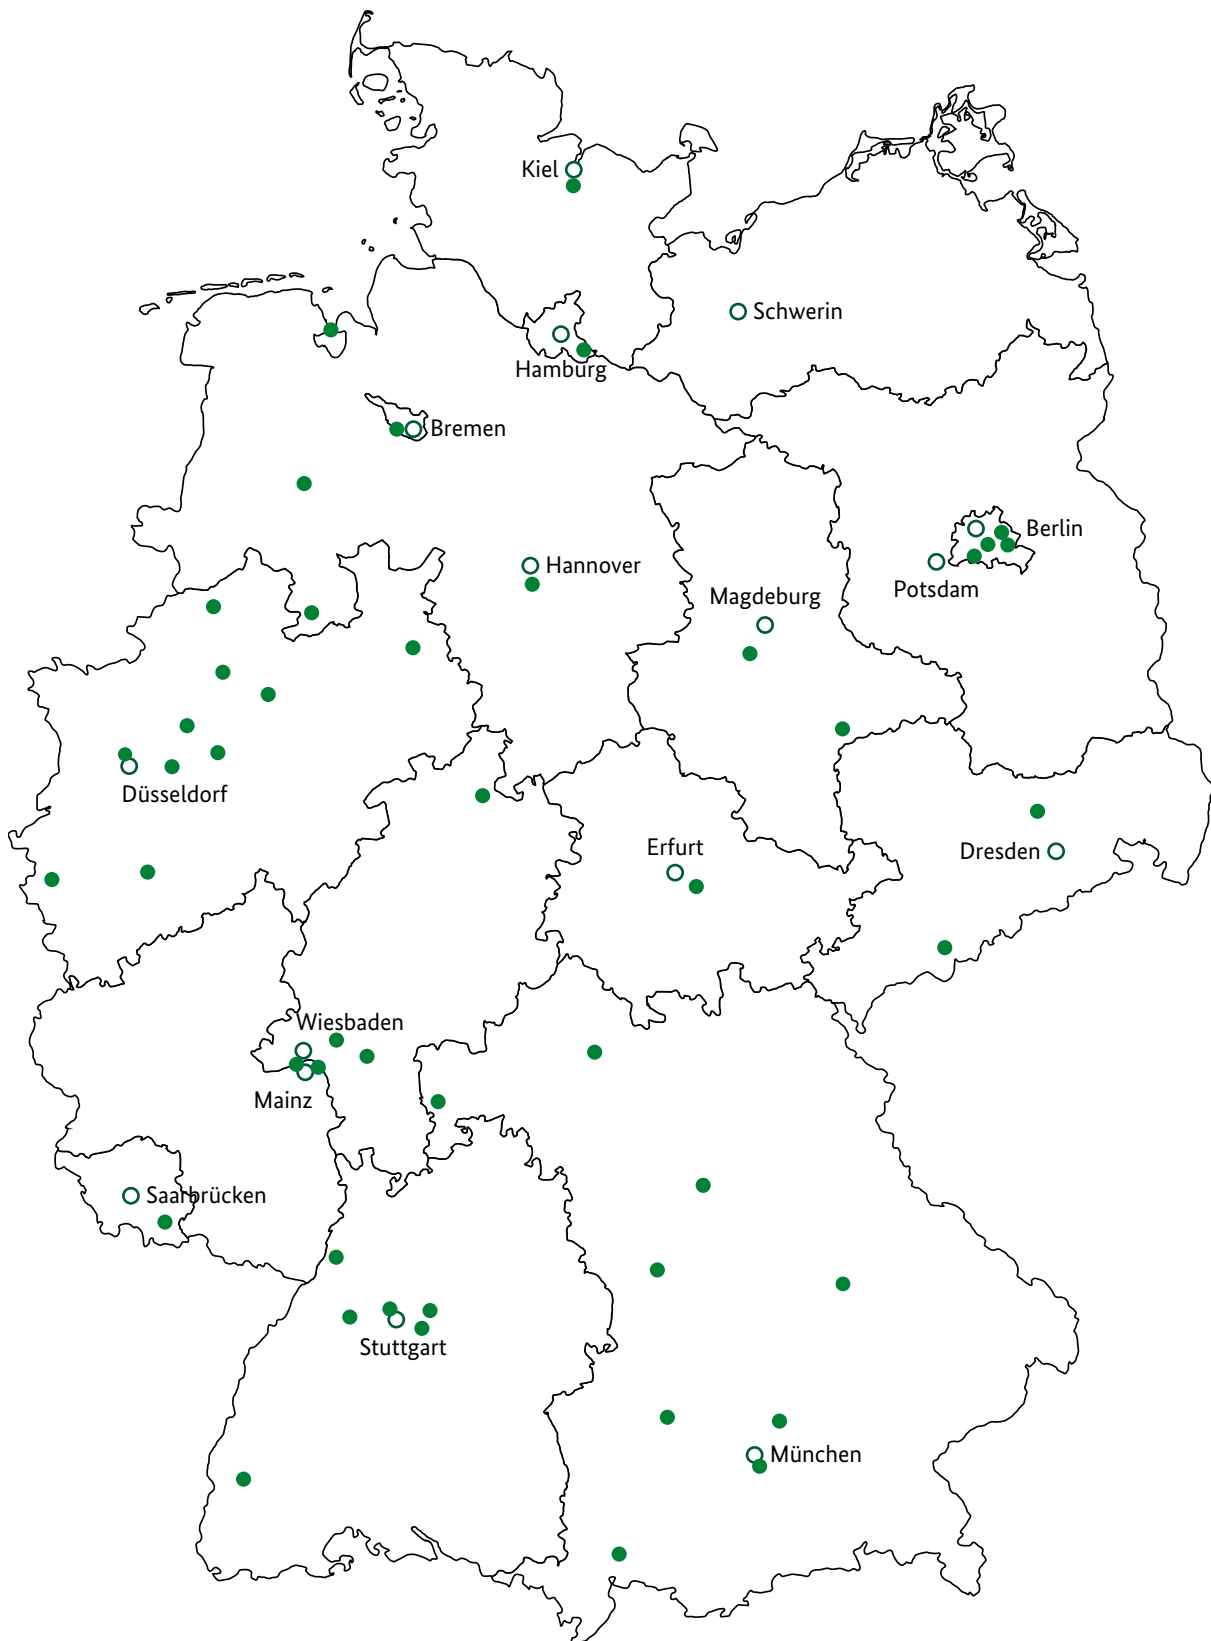 Kiel
Schwerin
Hamburg
Bremen
Berlin
Hannover
Potsdam
Magdeburg
Düsseldorf
Erfurt
Dresden
Wiesbaden
Mainz
Saarbrücken
Stuttgart
München